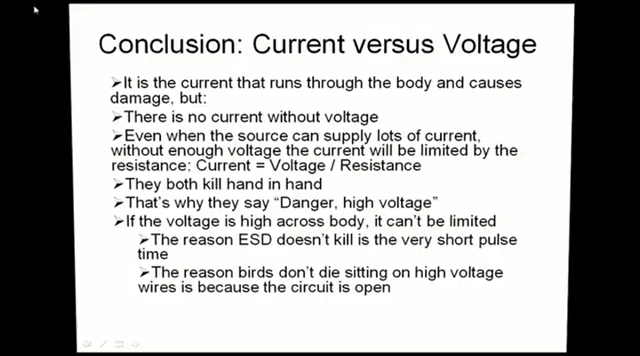 Conclusion: Current versus Voltage
➢It is the current that runs through the body and causes
damage, but:
➢There is no current without voltage
➢Even when the source can supply lots of current,
without enough voltage the current will be limited by the
resistance: Current = Voltage / Resistance
➢They both kill hand in hand
➢That's why they say “Danger, high voltage”
➢If the voltage is high across body, it can't be limited
➢The reason ESD doesn't kill is the very short pulse
time
➢The reason birds don't die sitting on high voltage
wires is because the circuit is open